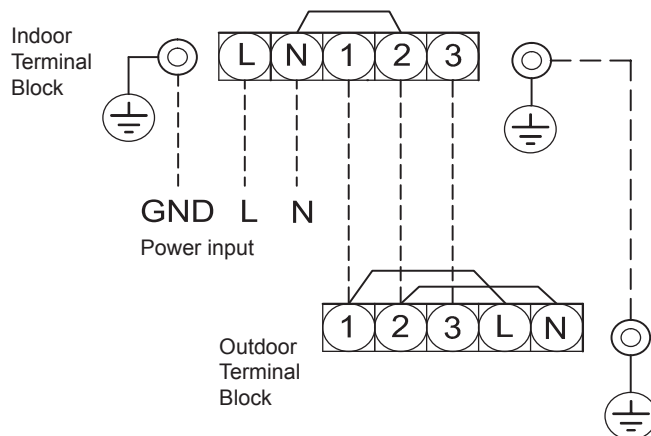 Indoor
Terminal
Block
L N 1 2 3
GND L N
Power input
1 2 3 L N
Outdoor
Terminal
Block